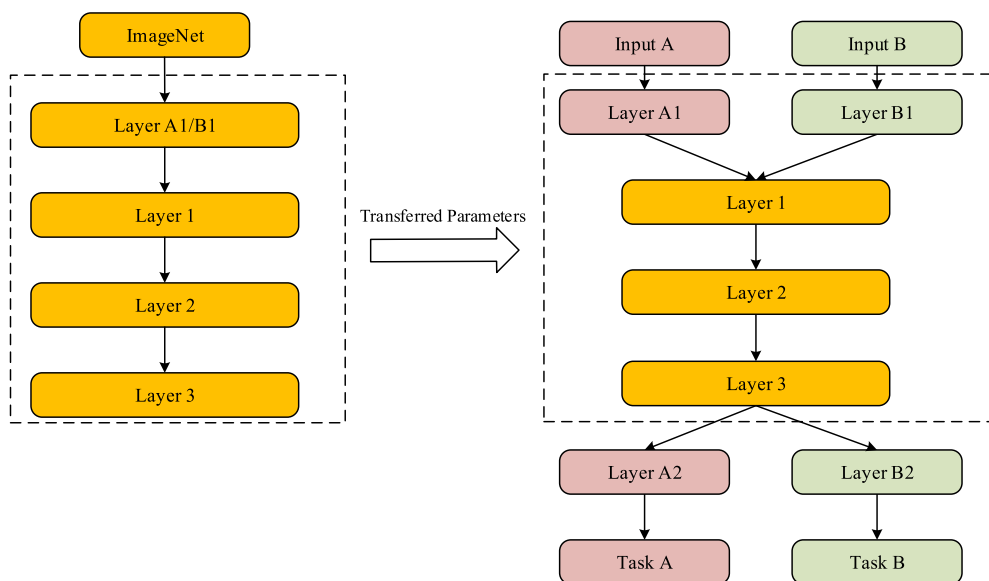 ImageNet
Layer A1/B1
Layer 1
Layer 2
Layer 3
Transferred Parameters
Input A
Input B
Layer A1
Layer B1
Layer 1
Layer 2
Layer 3
Layer A2
Layer B2
Task A
Task B